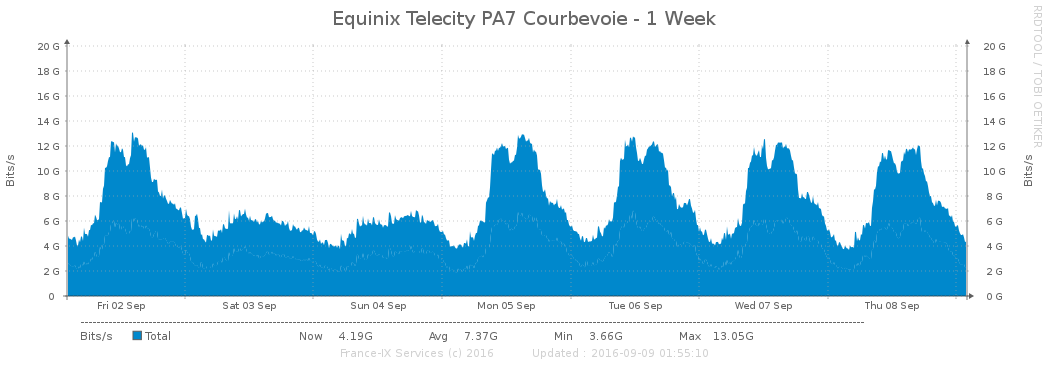 Equinix Telecity PA7 Courbevoie - 1 Week
RRDTOOL / TOBI OETIKER
Bits/s
20 G
18 G
16 G
14 G
12 G
10 G
8 G
6 G
4 G
2 G
0
20 G
18 G
16 G
14 G
12 G
10 G
8 G
6 G
4 G
2 G
0 G
Bits/s
Fri 02 Sep Sat 03 Sep Sun 04 Sep Mon 05 Sep Tue 06 Sep Wed 07 Sep Thu 08 Sep
Bits/s Total Now 4.19G Avg 7.37G Min 3.66G Max 13.05G
France-IX Services (c) 2016 Updated : 2016-09-09 01:55:10